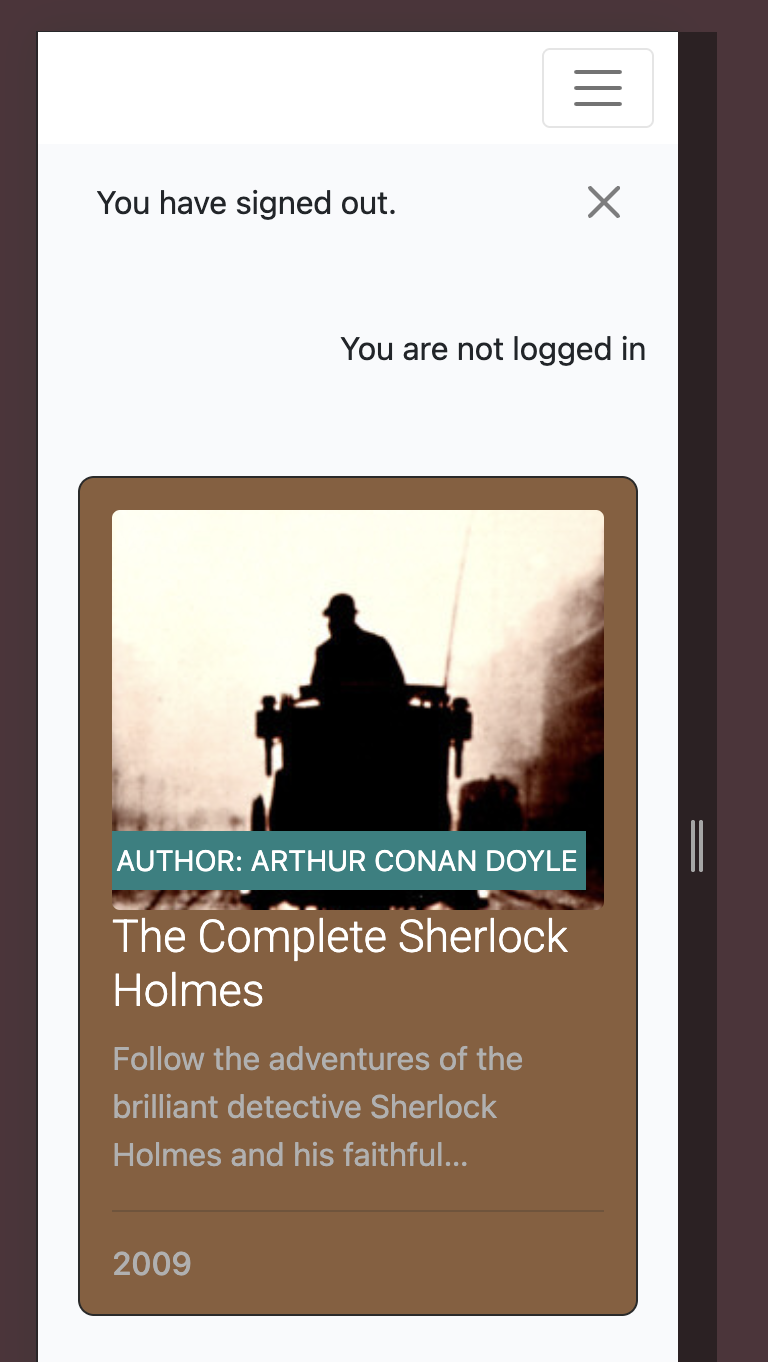 You have signed out.
You are not logged in
AUTHOR: ARTHUR CONAN DOYLE
The Complete Sherlock
Holmes
Follow the adventures of the
brilliant detective Sherlock
Holmes and his faithful...
2009